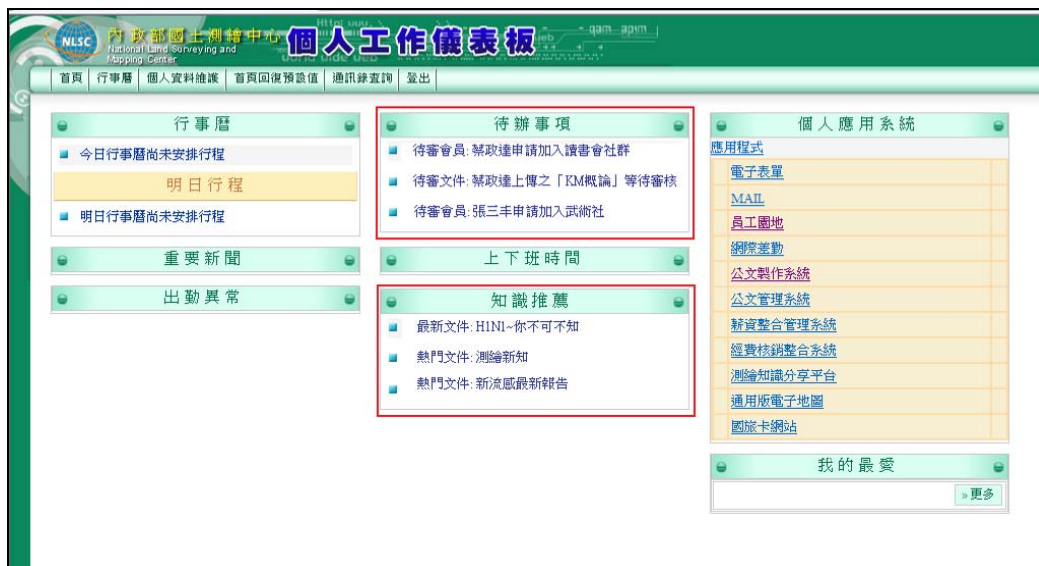 NLSC
內政部國土測繪中心
National Land Surveying and
Mapping Center
個人工作儀表板
首頁 行事曆 個人資料維護 首頁回復預設值 通訊錄查詢 登出
行事曆
今日行事曆尚未安排行程
明日行程
明日行事曆尚未安排行程
重要新聞
出勤異常
待辦事項
待審會員:蔡政達申請加入讀書會社群
待審文件:蔡政達上傳之「KM概論」等待審核
待審會員:張三丰申請加入武術社
上下班時間
知識推薦
最新文件:H1N1~你不可不知
熱門文件:測繪新知
熱門文件:新流感最新報告
個人應用系統
應用程式
電子表單
MAIL
員工園地
網際差勤
公文製作系統
公文管理系統
薪資整合管理系統
經費核銷整合系統
測繪知識分享平台
通用版電子地圖
國旅卡網站
我的最愛
»更多